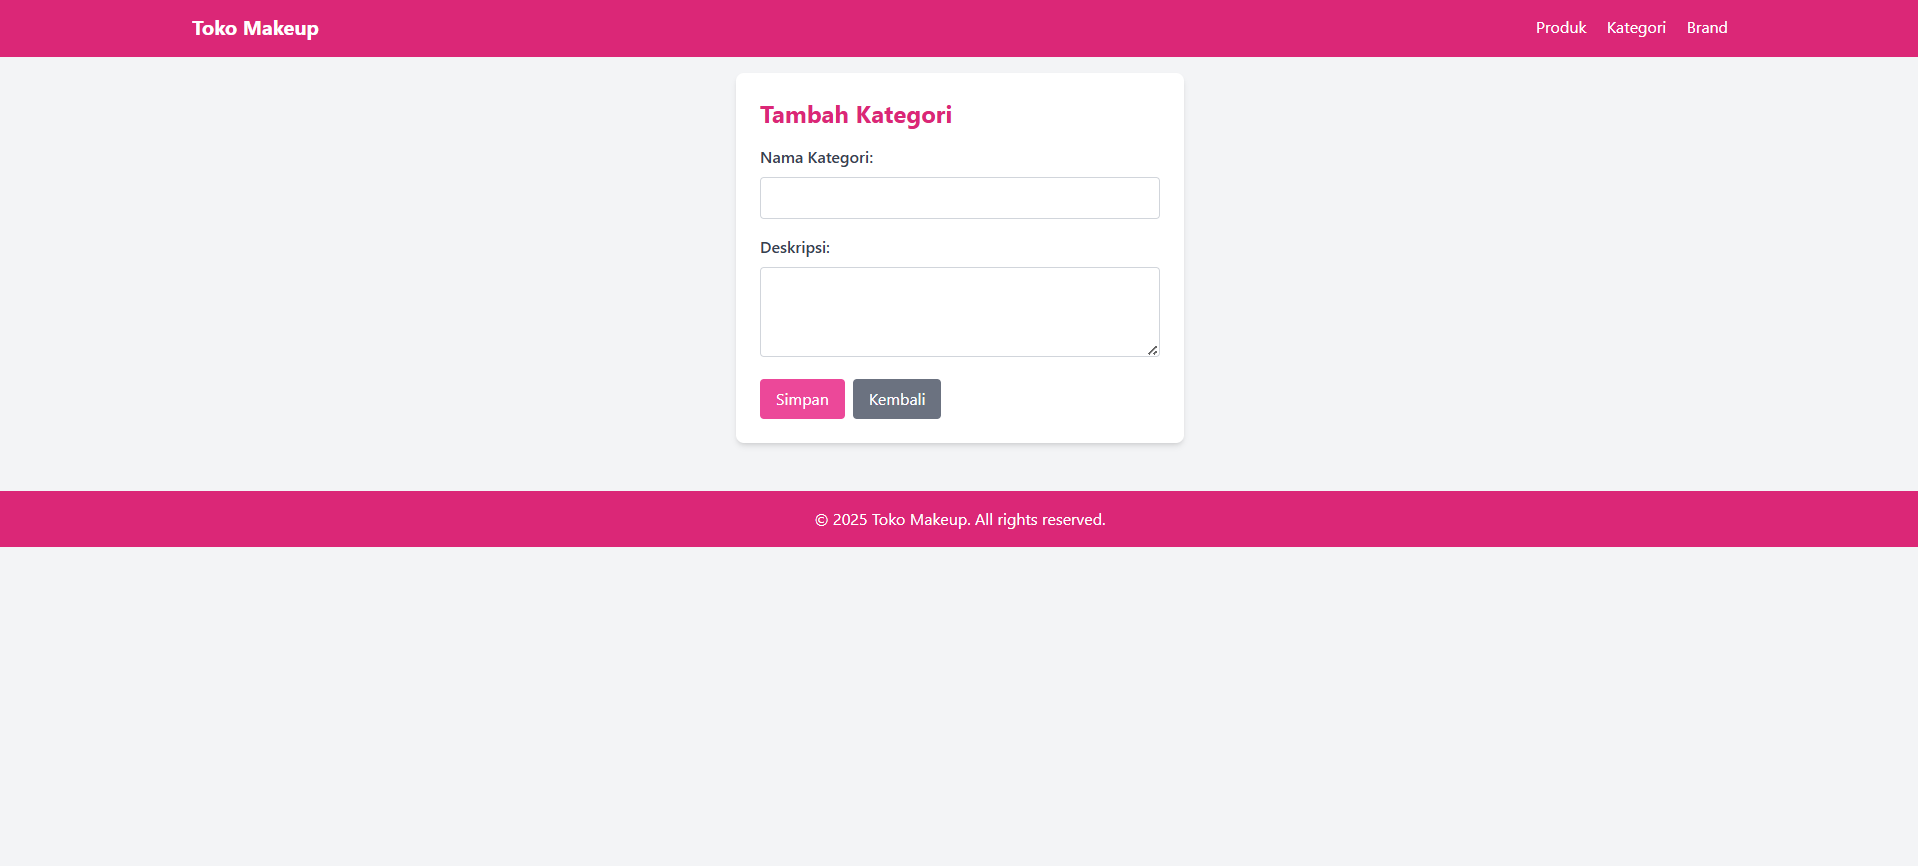 Toko Makeup
Produk Kategori Brand
Tambah Kategori
Nama Kategori:
Deskripsi:
Simpan Kembali
© 2025 Toko Makeup. All rights reserved.